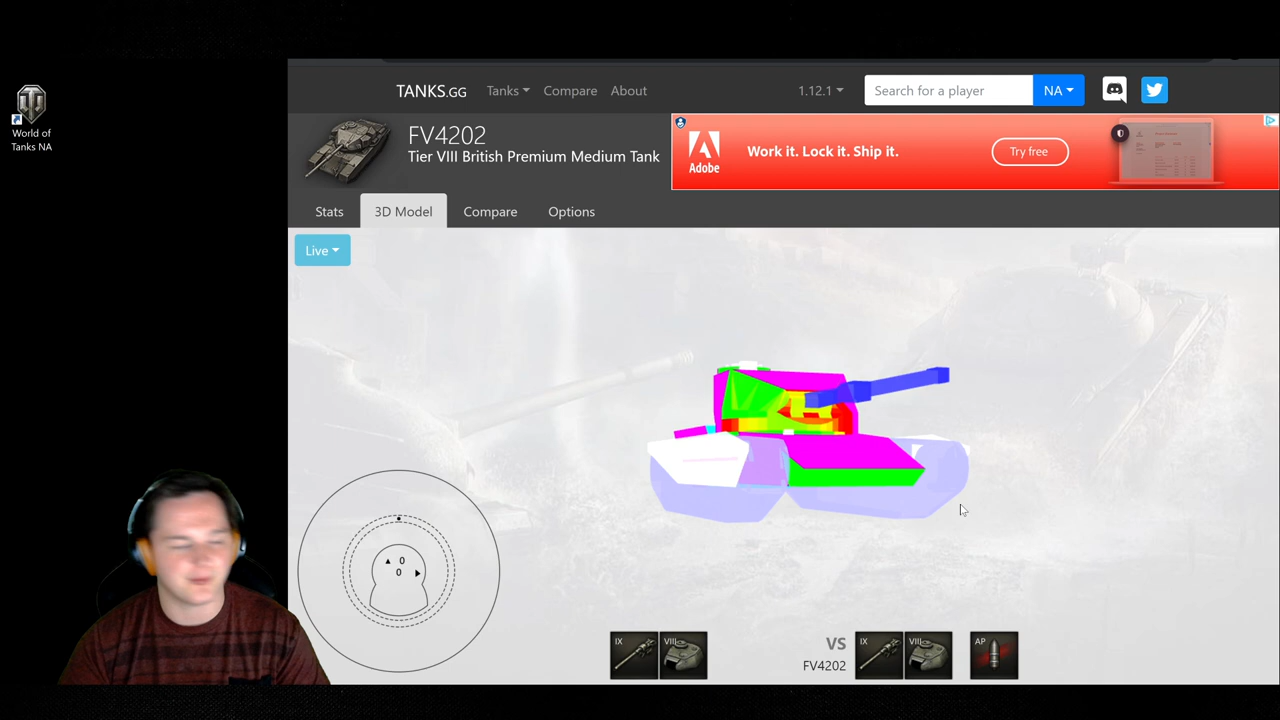 TANKS.GG
Tanks
Compare
About
1.12.1
Search for a player
NA
World of
Tanks NA
FV4202
Tier VIII British Premium Medium Tank
Adobe
Work it. Lock it. Ship it.
Try free
Stats
3D Model
Compare
Options
Live
0
0
IX
VIII
VS
FV4202
IX
VIII
AP